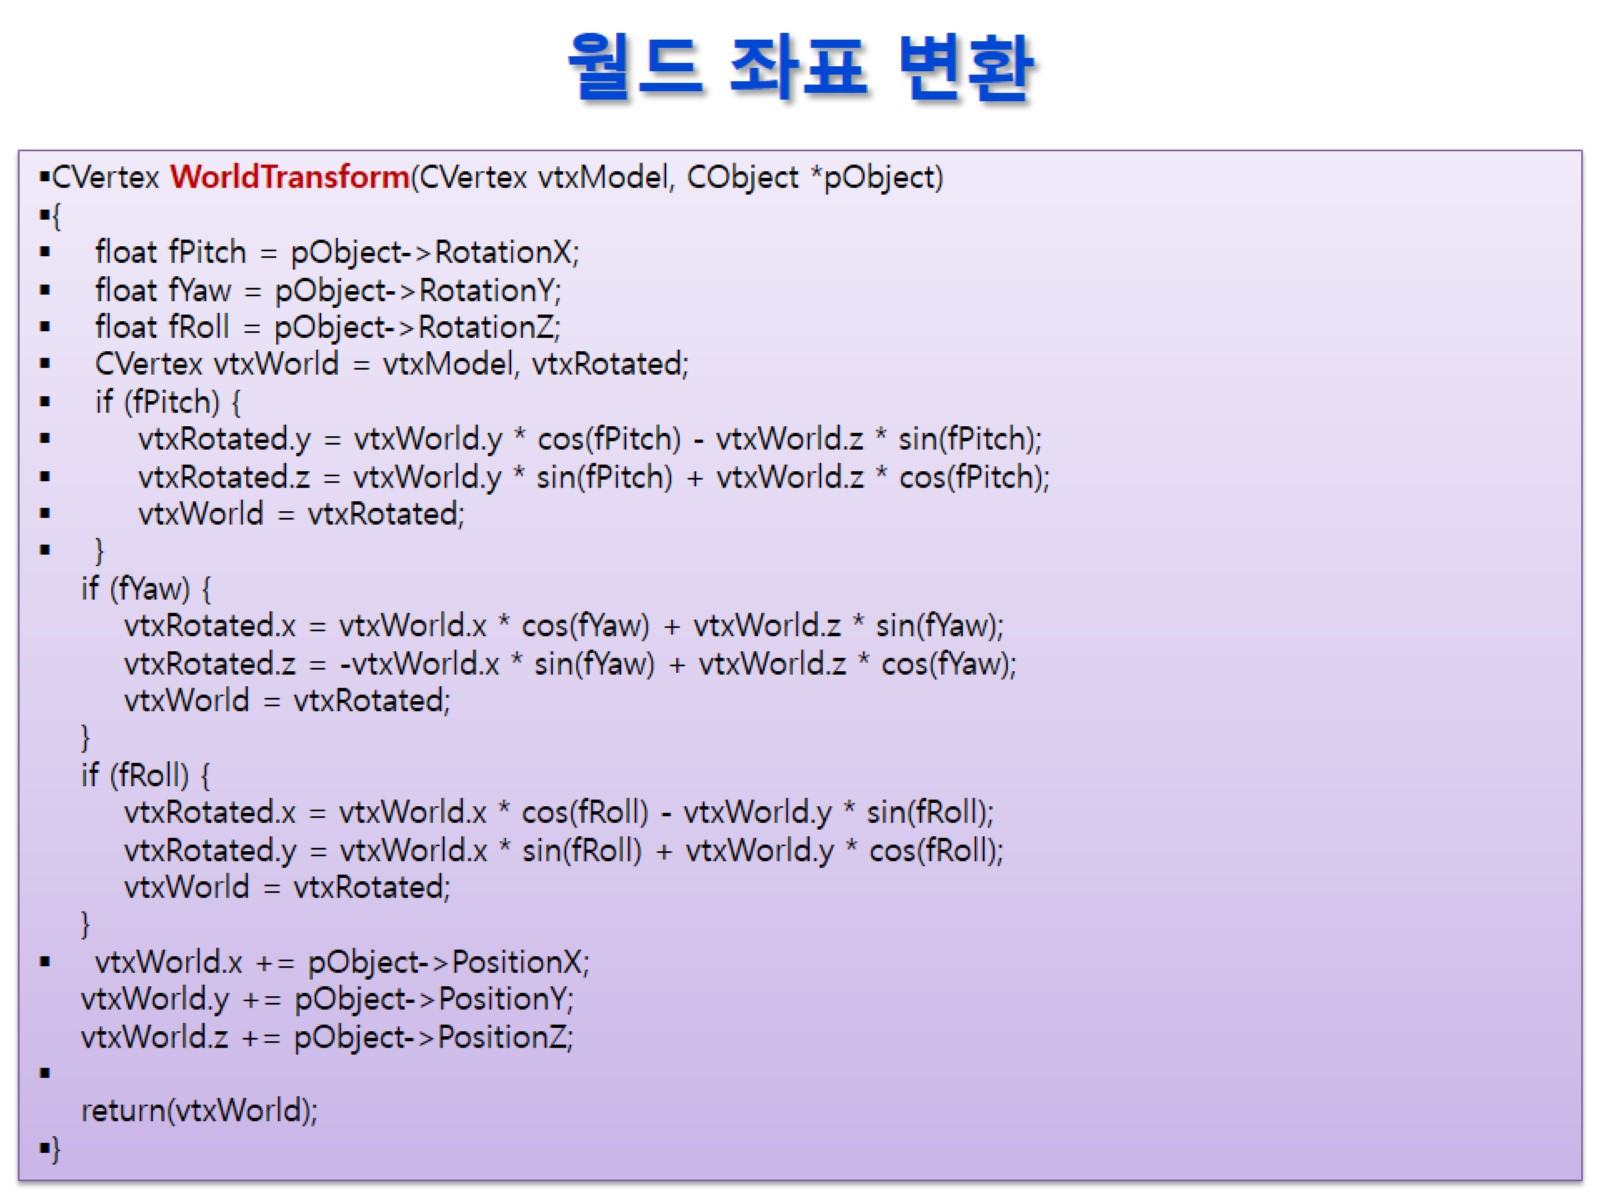 월드 좌표 변환
▪CVertex WorldTransform(CVertex vtxModel, CObject *pObject)
▪{
▪ float fPitch = pObject->RotationX;
▪ float fYaw = pObject->RotationY;
▪ float fRoll = pObject->RotationZ;
▪ CVertex vtxWorld = vtxModel, vtxRotated;
▪ if (fPitch) {
▪ vtxRotated.y = vtxWorld.y * cos(fPitch) - vtxWorld.z * sin(fPitch);
▪ vtxRotated.z = vtxWorld.y * sin(fPitch) + vtxWorld.z * cos(fPitch);
▪ vtxWorld = vtxRotated;
▪ }
if (fYaw) {
vtxRotated.x = vtxWorld.x * cos(fYaw) + vtxWorld.z * sin(fYaw);
vtxRotated.z = -vtxWorld.x * sin(fYaw) + vtxWorld.z * cos(fYaw);
vtxWorld = vtxRotated;
}
if (fRoll) {
vtxRotated.x = vtxWorld.x * cos(fRoll) - vtxWorld.y * sin(fRoll);
vtxRotated.y = vtxWorld.x * sin(fRoll) + vtxWorld.y * cos(fRoll);
vtxWorld = vtxRotated;
}
▪ vtxWorld.x += pObject->PositionX;
vtxWorld.y += pObject->PositionY;
vtxWorld.z += pObject->PositionZ;
▪
return(vtxWorld);
▪}